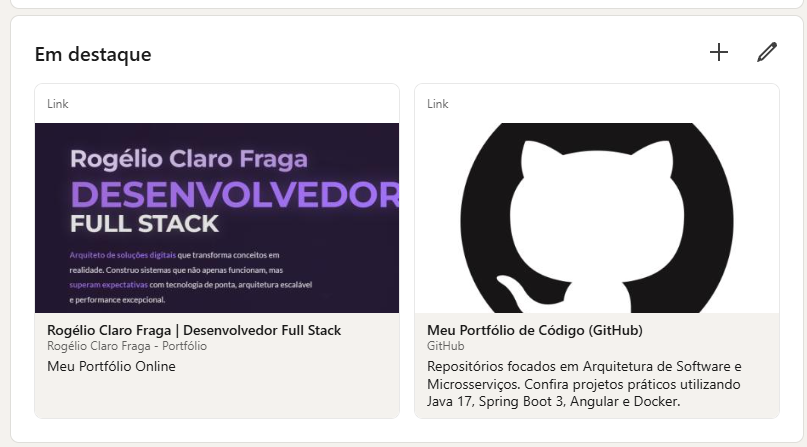 Em destaque
Link
Rogélio Claro Fraga
DESENVOLVEDOR
FULL STACK
Arquiteto de soluções digitais que transforma conceitos em
realidade. Construo sistemas que não apenas funcionam, mas
superam expectativas com tecnologia de ponta, arquitetura escalável
e performance excepcional.
Rogélio Claro Fraga | Desenvolvedor Full Stack
Rogélio Claro Fraga - Portfólio
Meu Portfólio Online
Link
Meu Portfólio de Código (GitHub)
GitHub
Repositórios focados em Arquitetura de Software e
Microsserviços. Confira projetos práticos utilizando
Java 17, Spring Boot 3, Angular e Docker.